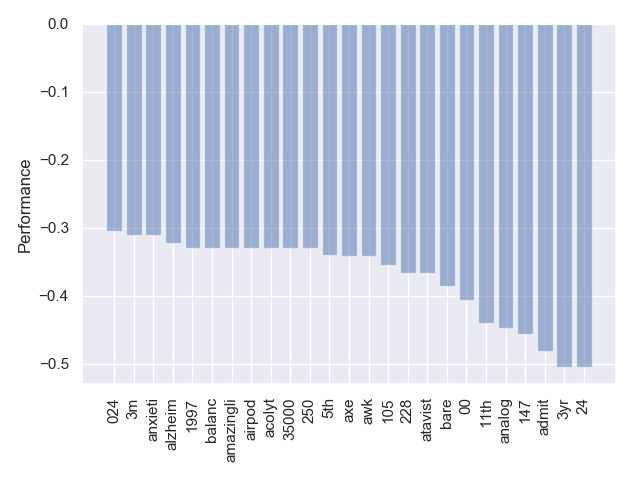 0.0
−0.1
−0.2
−0.3
−0.4
−0.5
Performance
024
3m
anxieti
alzheim
1997
balanc
amazingli
airpod
acolyt
35000
250
5th
axe
awk
105
228
atavist
bare
00
11th
analog
147
admit
3yr
24